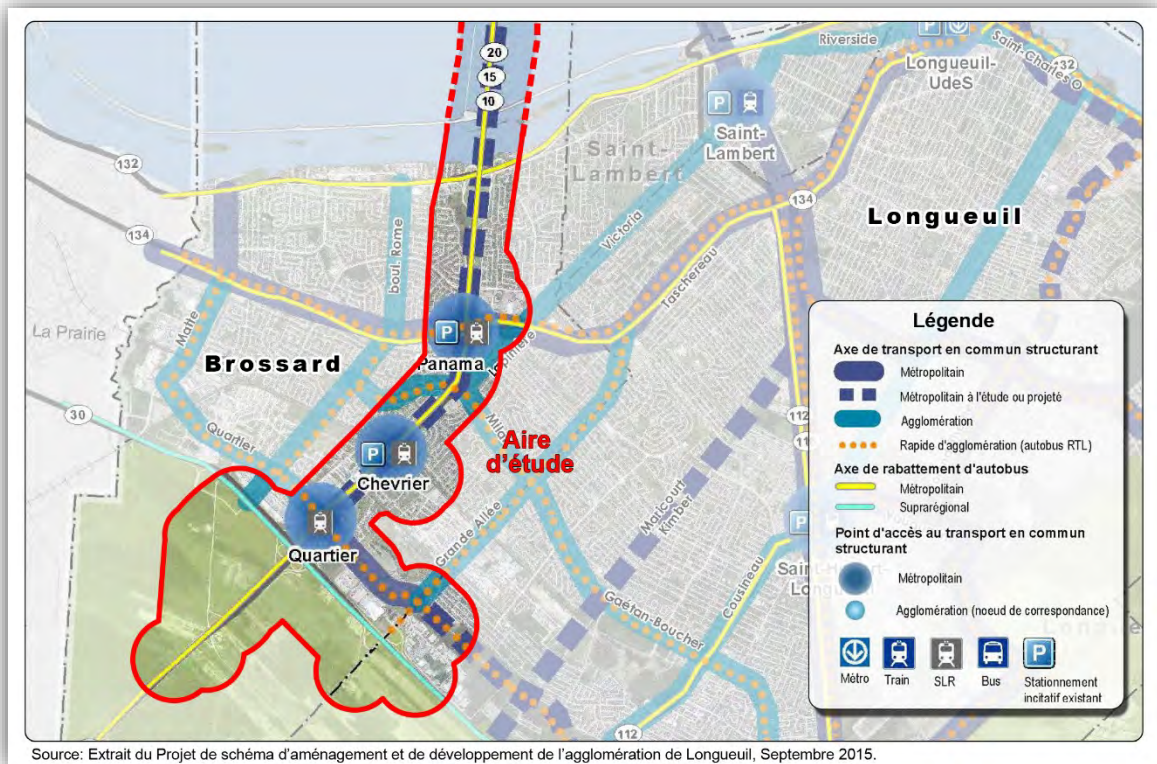 20
15
10
132
134
La Prairie
30
Brossard
Matte
Quartier
boul. Rome
Panama
Lapinière
Milan
Chevrier
Quartier
Aire
d'étude
Grande Allée
Saint-
Lambert
Saint-
Lambert
Victoria
Riverside
Longueuil-
UdeS
Saint-Charles O
132
134
Longueuil
Taschereau
Maricourt
Kimber
Gaétan-Boucher
Cousineau
112
112
Légende
Axe de transport en commun structurant
Métropolitain
Métropolitain à l'étude ou projeté
Agglomération
Rapide d'agglomération (autobus RTL)
Axe de rabattement d'autobus
Métropolitain
Suprarégional
Point d'accès au transport en commun
structurant
Métropolitain
Agglomération (noeud de correspondance)
P
Métro
Train
SLR
Bus
Stationnement
incitatif existant
Source: Extrait du Projet de schéma d'aménagement et de développement de l'agglomération de Longueuil, Septembre 2015.